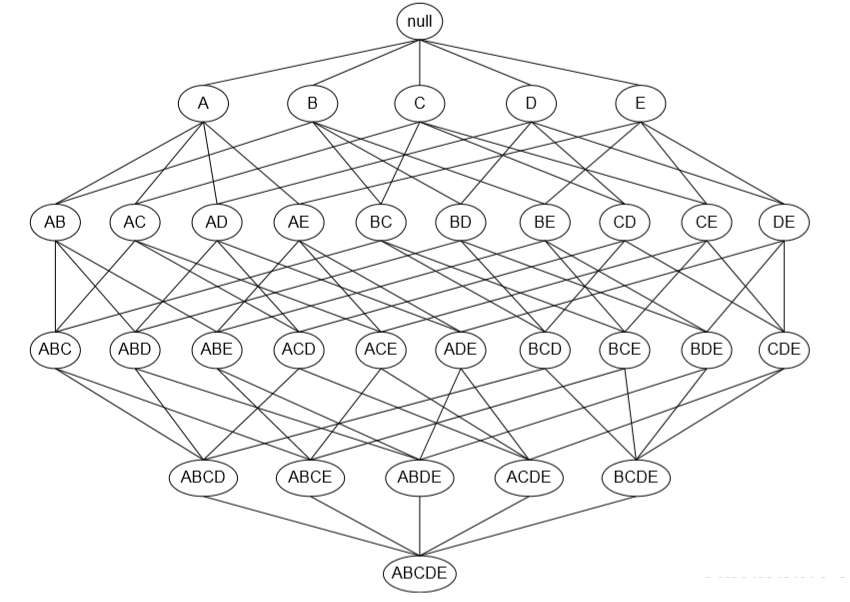 null
A B C D E
AB AC AD AE BC BD BE CD CE DE
ABC ABD ABE ACD ACE ADE BCD BCE BDE CDE
ABCD ABCE ABDE ACDE BCDE
ABCDE